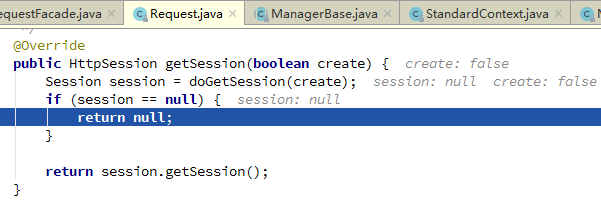 equestFacade.java × Request.java × ManagerBase.java × StandardContext.java × M
*/
@Override
public HttpSession getSession(boolean create) { create: false
Session session = doGetSession(create); session: null create: false
if (session == null) { session: null
return null;
}
return session.getSession();
}